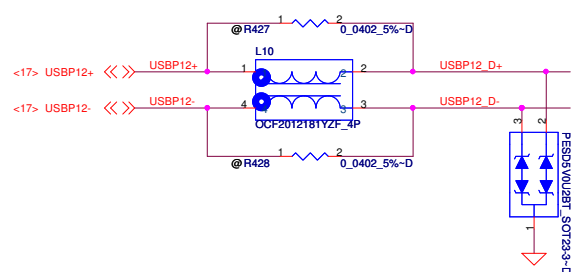 1 2
@R427 0_0402_5%~D
L10
<17> USBP12+ USBP12+ 1 2 2 USBP12_D+
<17> USBP12- USBP12- 4 3 3 USBP12_D-
OCF2012181YZF_4P
1 2
@R428 0_0402_5%~D
3 2
PESD5V0U2BT_SOT23-3~D
1